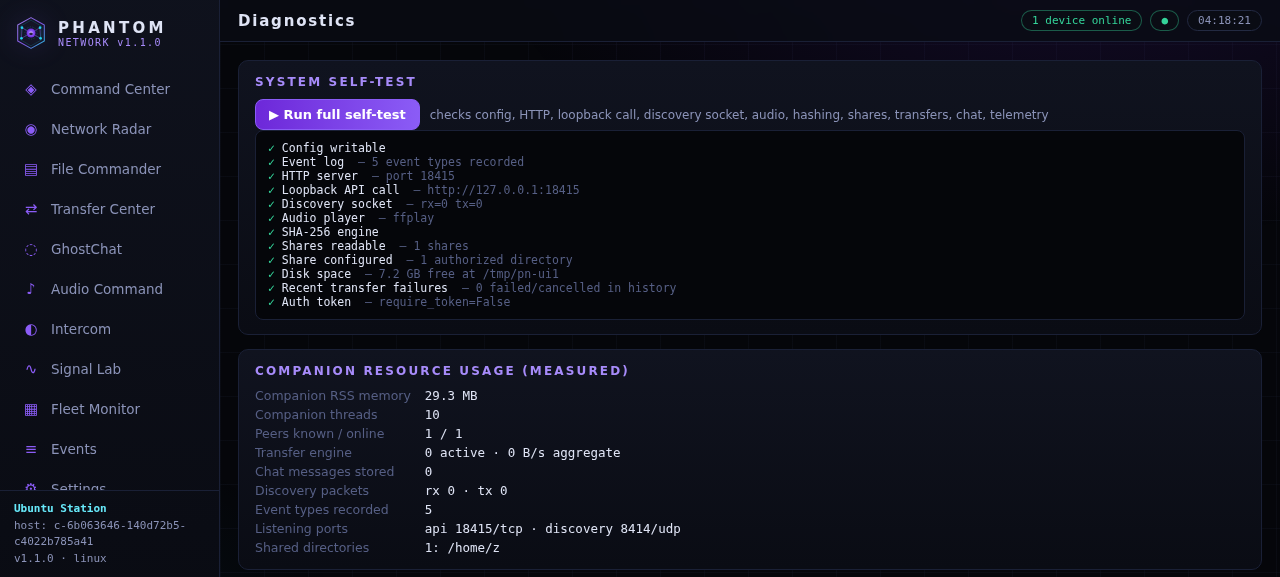 PHANTOM
NETWORK v1.1.0
Command Center
Network Radar
File Commander
Transfer Center
GhostChat
Audio Command
Intercom
Signal Lab
Fleet Monitor
Events
Settings
Ubuntu Station
host: c-6b063646-140d72b5-
c4022b785a41
v1.1.0 · linux
Diagnostics
1 device online
●
04:18:21
SYSTEM SELF-TEST
▶ Run full self-test
checks config, HTTP, loopback call, discovery socket, audio, hashing, shares, transfers, chat, telemetry
✓ Config writable
✓ Event log — 5 event types recorded
✓ HTTP server — port 18415
✓ Loopback API call — http://127.0.0.1:18415
✓ Discovery socket — rx=0 tx=0
✓ Audio player — ffplay
✓ SHA-256 engine
✓ Shares readable — 1 shares
✓ Share configured — 1 authorized directory
✓ Disk space — 7.2 GB free at /tmp/pn-ui1
✓ Recent transfer failures — 0 failed/cancelled in history
✓ Auth token — require_token=False
COMPANION RESOURCE USAGE (MEASURED)
Companion RSS memory 29.3 MB
Companion threads 10
Peers known / online 1 / 1
Transfer engine 0 active · 0 B/s aggregate
Chat messages stored 0
Discovery packets rx 0 · tx 0
Event types recorded 5
Listening ports api 18415/tcp · discovery 8414/udp
Shared directories 1: /home/z